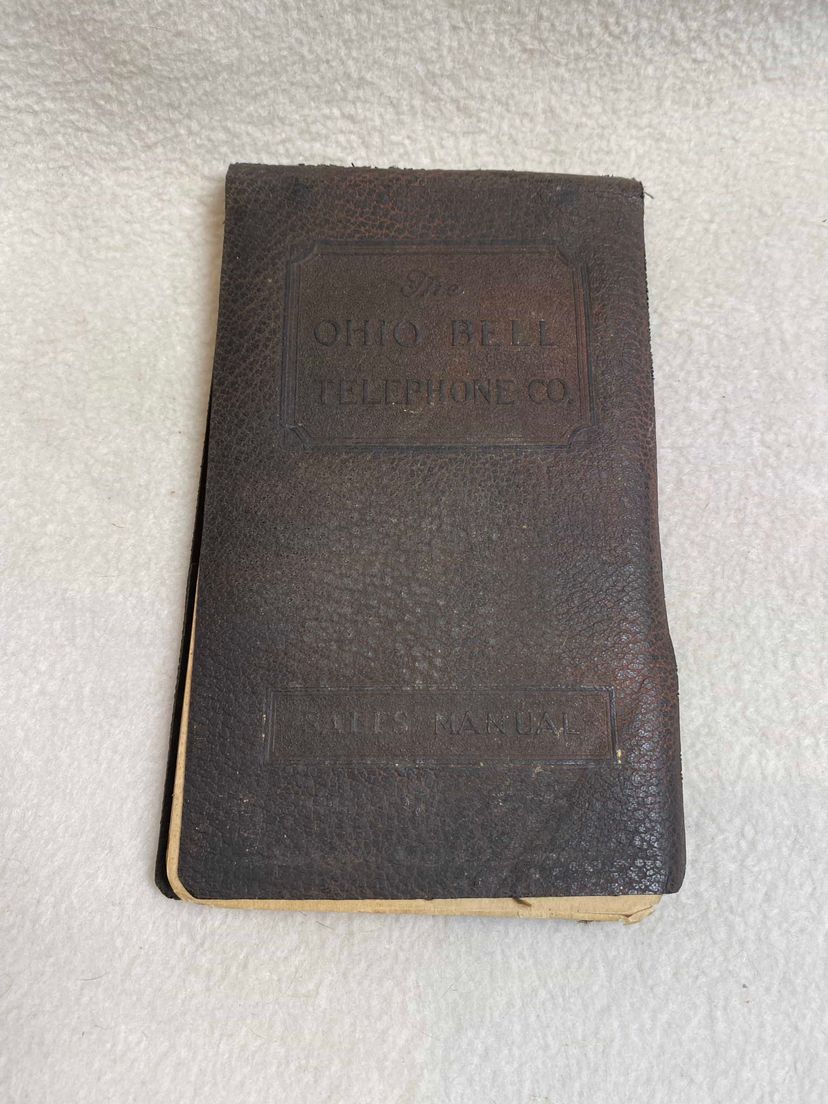 The
OHIO BELL
TELEPHONE CO.
SALES MANUAL